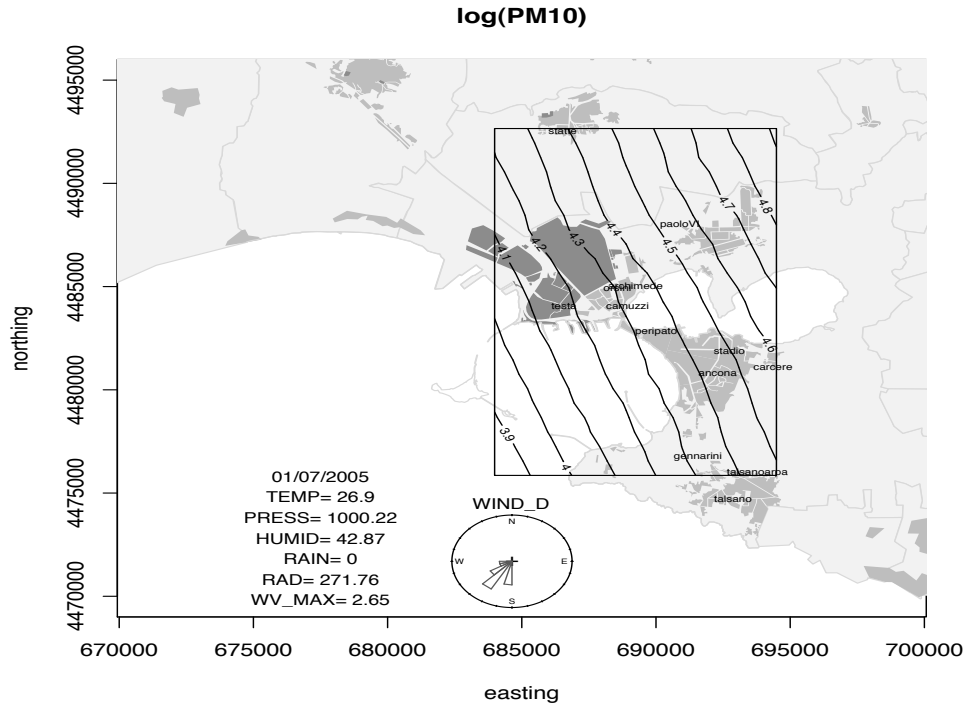 log(PM10)
4495000
4490000
4485000
4480000
4475000
4470000
northing
670000 675000 680000 685000 690000 695000 700000
easting
statte
paoloVI
orsini
archimede
testa
camuzzi
peripato
stadio
carcere
ancona
gennarini
talsanoarpa
talsano
3.9
4
4.1
4.2
4.3
4.4
4.5
4.6
4.7
4.8
01/07/2005
TEMP= 26.9
PRESS= 1000.22
HUMID= 42.87
RAIN= 0
RAD= 271.76
WV_MAX= 2.65
WIND_D
N
W E
S